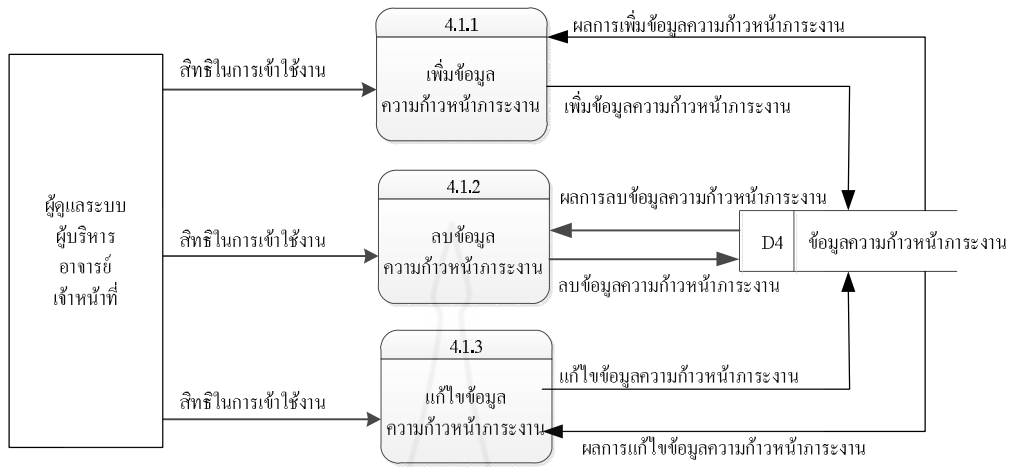 4.1.1
ผลการเพิ่มข้อมูลความก้าวหน้าภาระงาน
สิทธิในการเข้าใช้งาน
เพิ่มข้อมูล
ความก้าวหน้าภาระงาน
เพิ่มข้อมูลความก้าวหน้าภาระงาน
ผู้ดูแลระบบ
ผู้บริหาร
อาจารย์
เจ้าหน้าที่
4.1.2
ผลการลบข้อมูลความก้าวหน้าภาระงาน
สิทธิในการเข้าใช้งาน
ลบข้อมูล
ความก้าวหน้าภาระงาน
D4
ข้อมูลความก้าวหน้าภาระงาน
ลบข้อมูลความก้าวหน้าภาระงาน
4.1.3
แก้ไขข้อมูลความก้าวหน้าภาระงาน
สิทธิในการเข้าใช้งาน
แก้ไขข้อมูล
ความก้าวหน้าภาระงาน
ผลการแก้ไขข้อมูลความก้าวหน้าภาระงาน